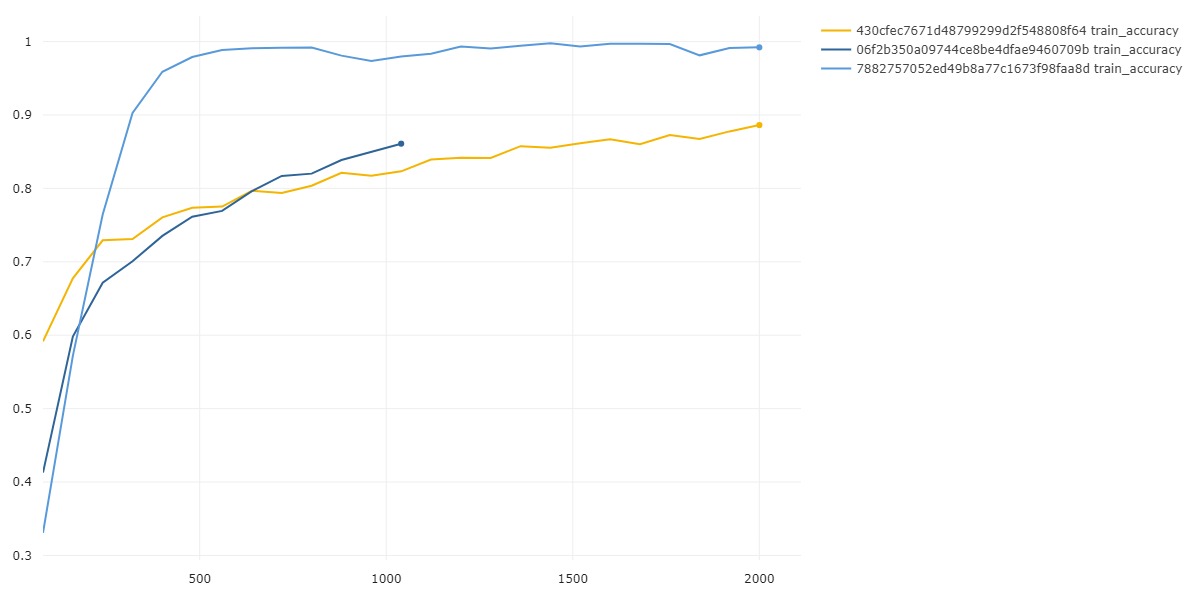 430cfec7671d48799299d2f548808f64 train_accuracy
06f2b350a09744ce8be4dfae9460709b train_accuracy
7882757052ed49b8a77c1673f98faa8d train_accuracy
1
0.9
0.8
0.7
0.6
0.5
0.4
0.3
500 1000 1500 2000